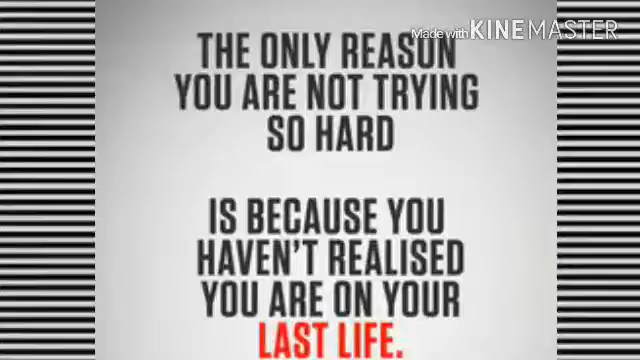 Made with KINEMASTER
THE ONLY REASON
YOU ARE NOT TRYING
SO HARD
IS BECAUSE YOU
HAVEN'T REALISED
YOU ARE ON YOUR
LAST LIFE.